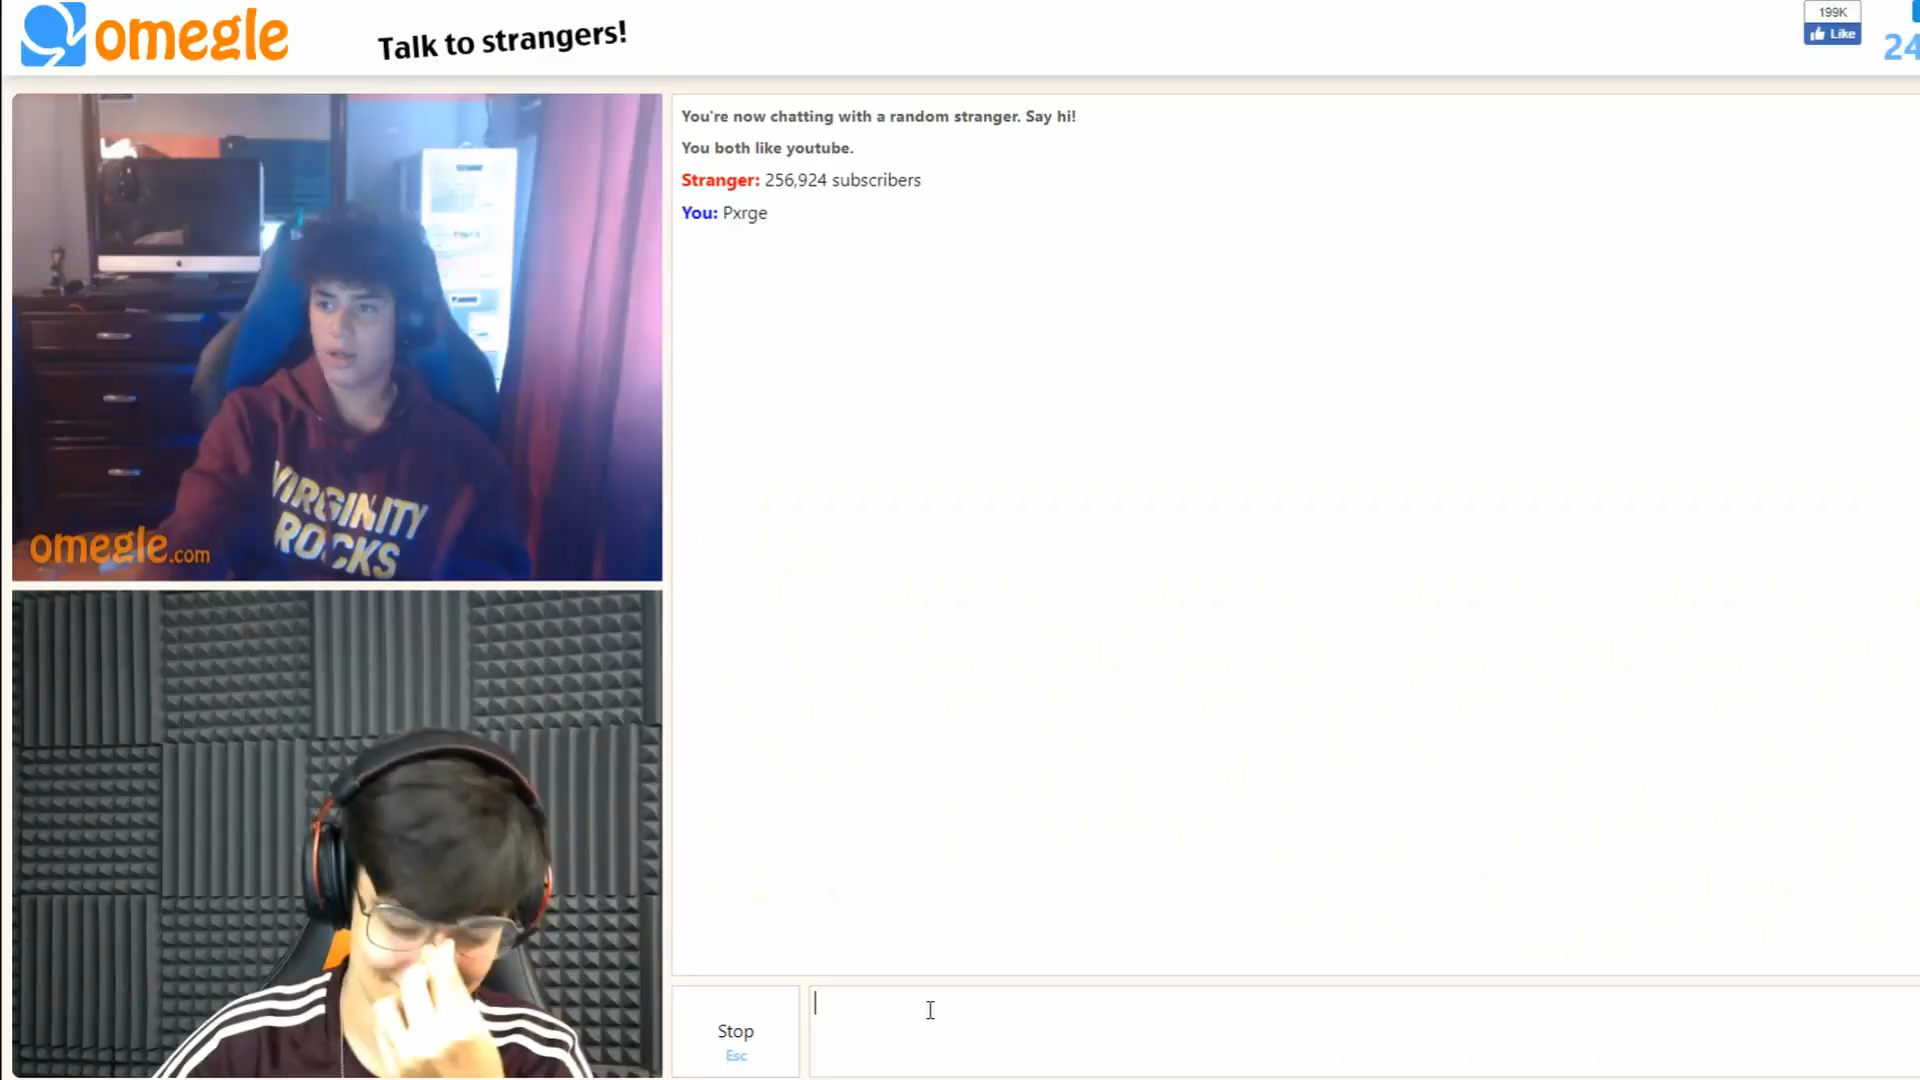 omegle
Talk to strangers!
199K
Like
24
You're now chatting with a random stranger. Say hi!
You both like youtube.
Stranger: 256,924 subscribers
You: Pxrge
VIRGINITY
ROCKS
omegle.com
Stop
Esc